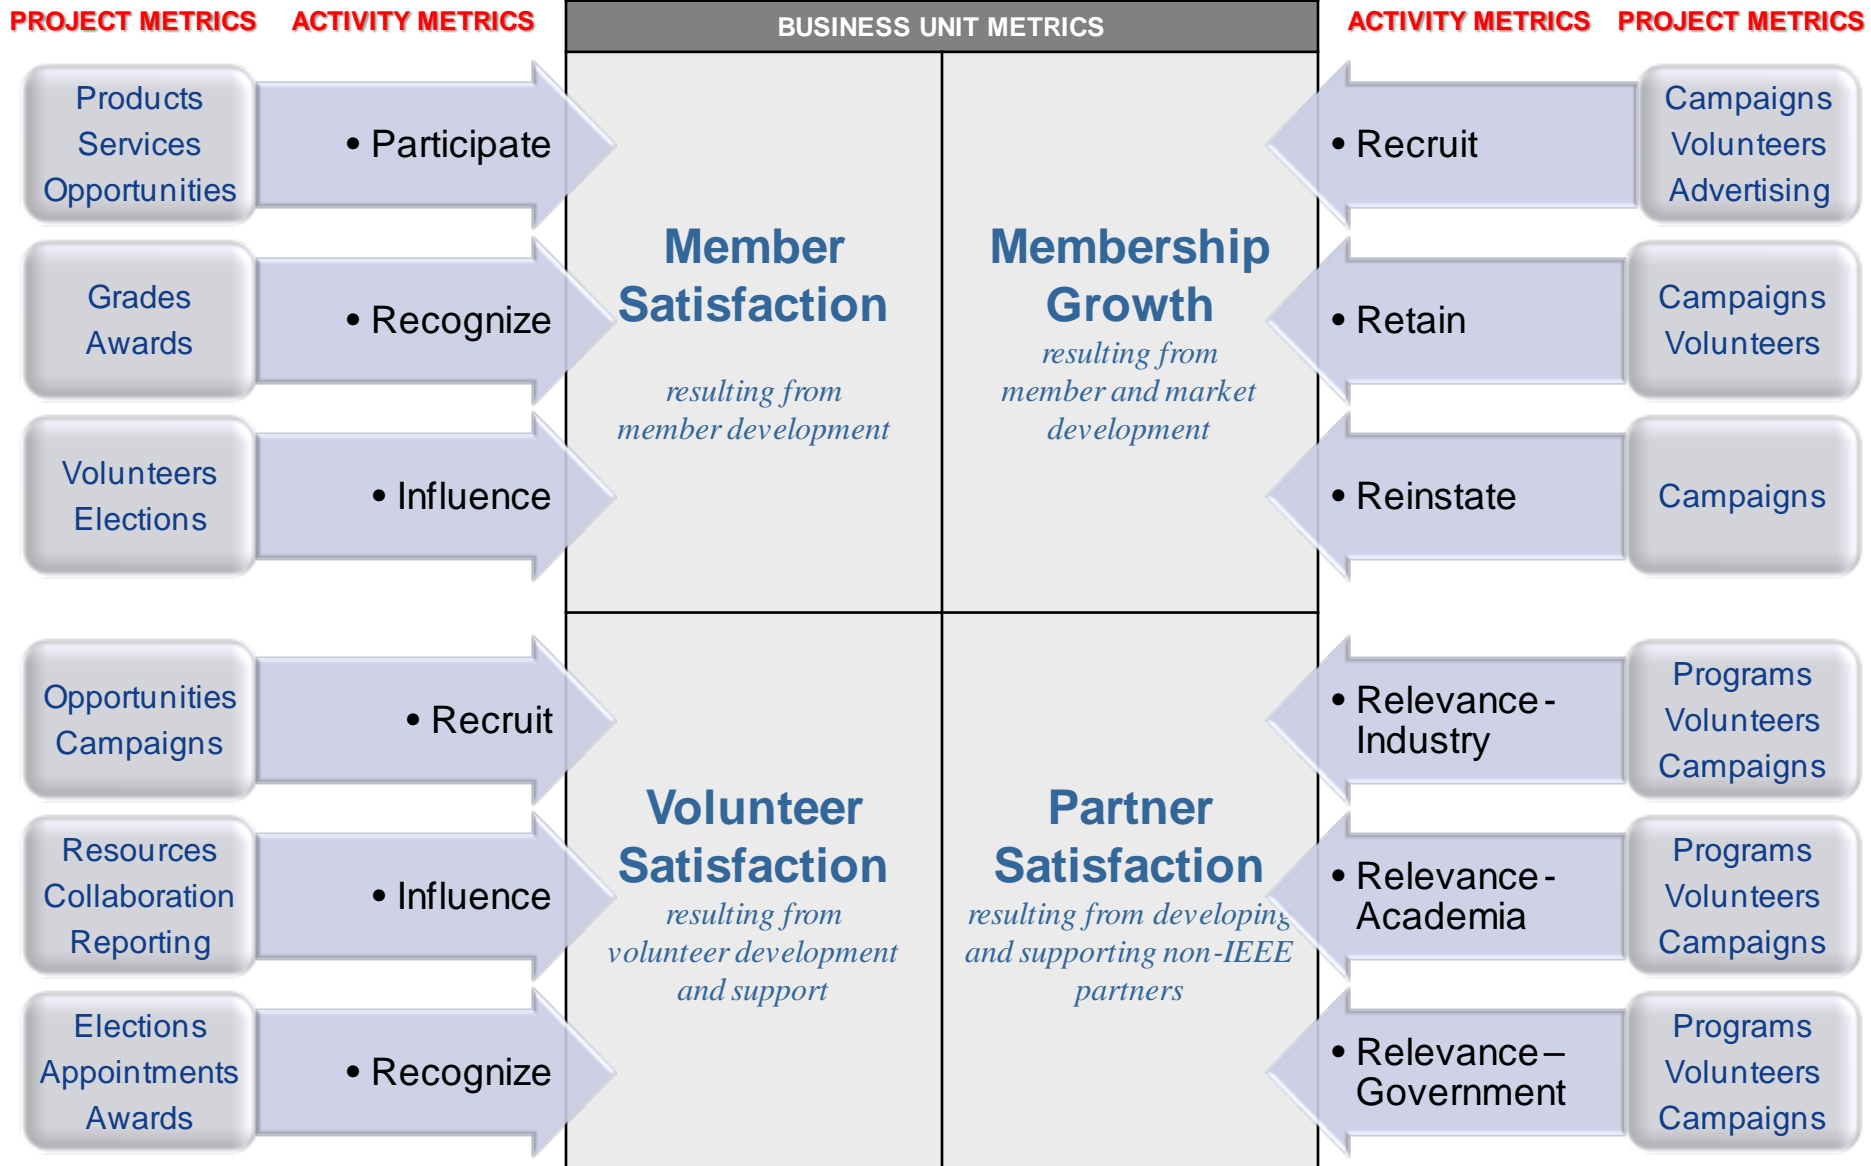 PROJECT METRICS
ACTIVITY METRICS
BUSINESS UNIT METRICS
ACTIVITY METRICS
PROJECT METRICS
Products
Services
Opportunities
• Participate
Grades
Awards
• Recognize
Volunteers
Elections
• Influence
Member
Satisfaction
resulting from
member development
Membership
Growth
resulting from
member and market
development
• Recruit
Campaigns
Volunteers
Advertising
• Retain
Campaigns
Volunteers
• Reinstate
Campaigns
Opportunities
Campaigns
• Recruit
Resources
Collaboration
Reporting
• Influence
Elections
Appointments
Awards
• Recognize
Volunteer
Satisfaction
resulting from
volunteer development
and support
Partner
Satisfaction
resulting from developing
and supporting non-IEEE
partners
• Relevance-
Industry
Programs
Volunteers
Campaigns
• Relevance-
Academia
Programs
Volunteers
Campaigns
• Relevance–
Government
Programs
Volunteers
Campaigns